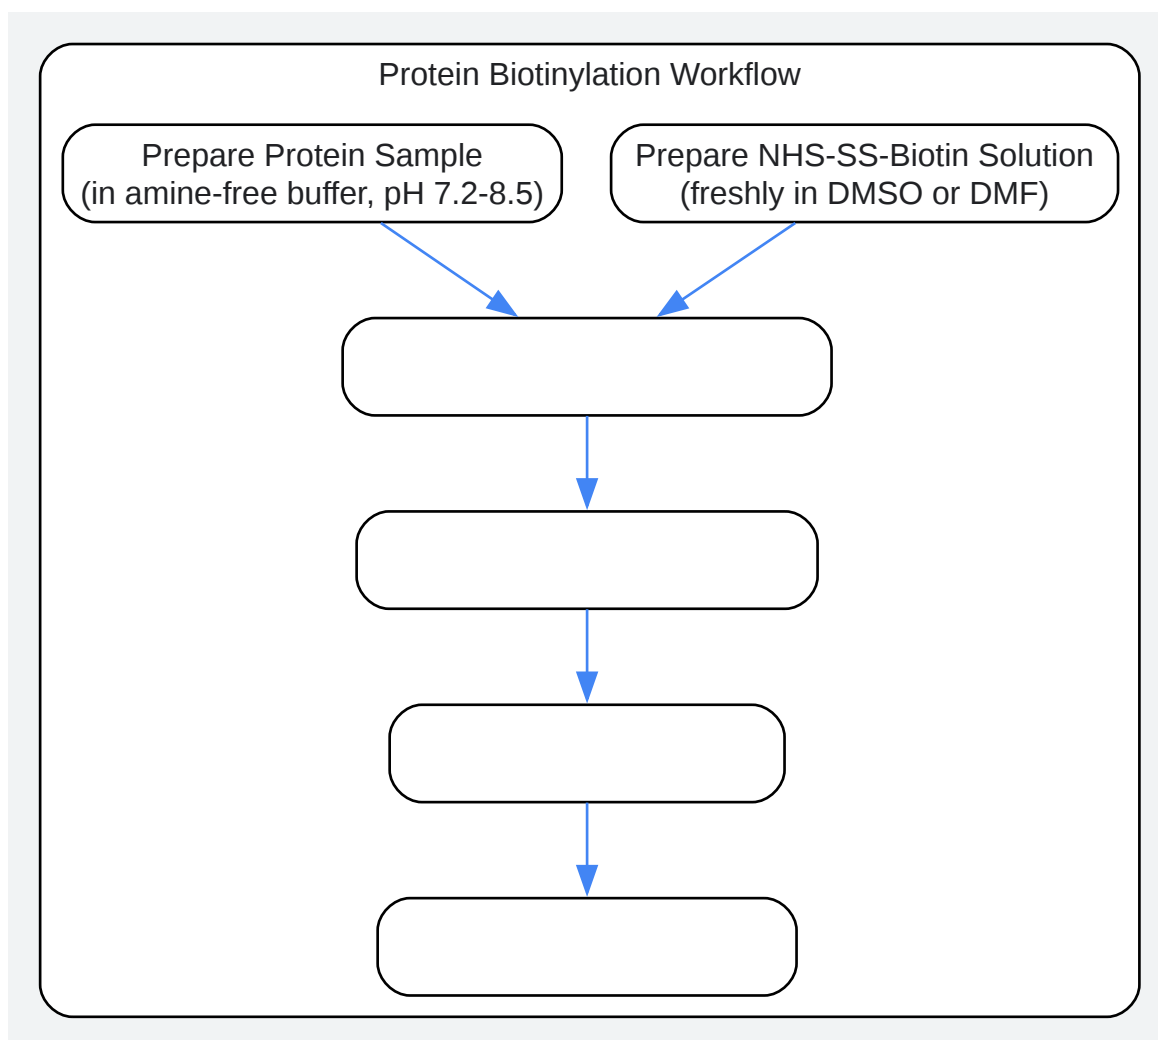 Protein Biotinylation Workflow
Prepare Protein Sample
(in amine-free buffer, pH 7.2-8.5)
Prepare NHS-SS-Biotin Solution
(freshly in DMSO or DMF)